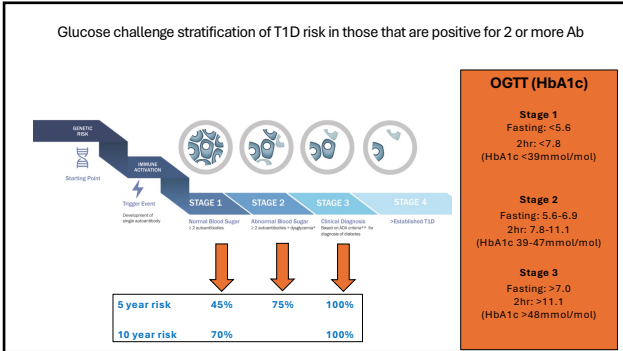 Glucose challenge stratification of T1D risk in those that are positive for 2 or more Ab
GENETIC
RISK
Starting Point
IMMUNE
ACTIVATION
Trigger Event
Development of
single autoantibody
STAGE 1
Normal Blood Sugar
≥ 2 autoantibodies
STAGE 2
Abnormal Blood Sugar
≥2 autoantibodies + dysglycemia*
STAGE 3
Clinical Diagnosis
Based on ADA criteria** for
diagnosis of diabetes
STAGE 4
>Established T1D
5 year risk 45% 75% 100%
10 year risk 70% 100%
OGTT (HbA1c)
Stage 1
Fasting: <5.6
2hr: <7.8
(HbA1c <39mmol/mol)
Stage 2
Fasting: 5.6-6.9
2hr: 7.8-11.1
(HbA1c 39-47mmol/mol)
Stage 3
Fasting: >7.0
2hr: >11.1
(HbA1c >48mmol/mol)